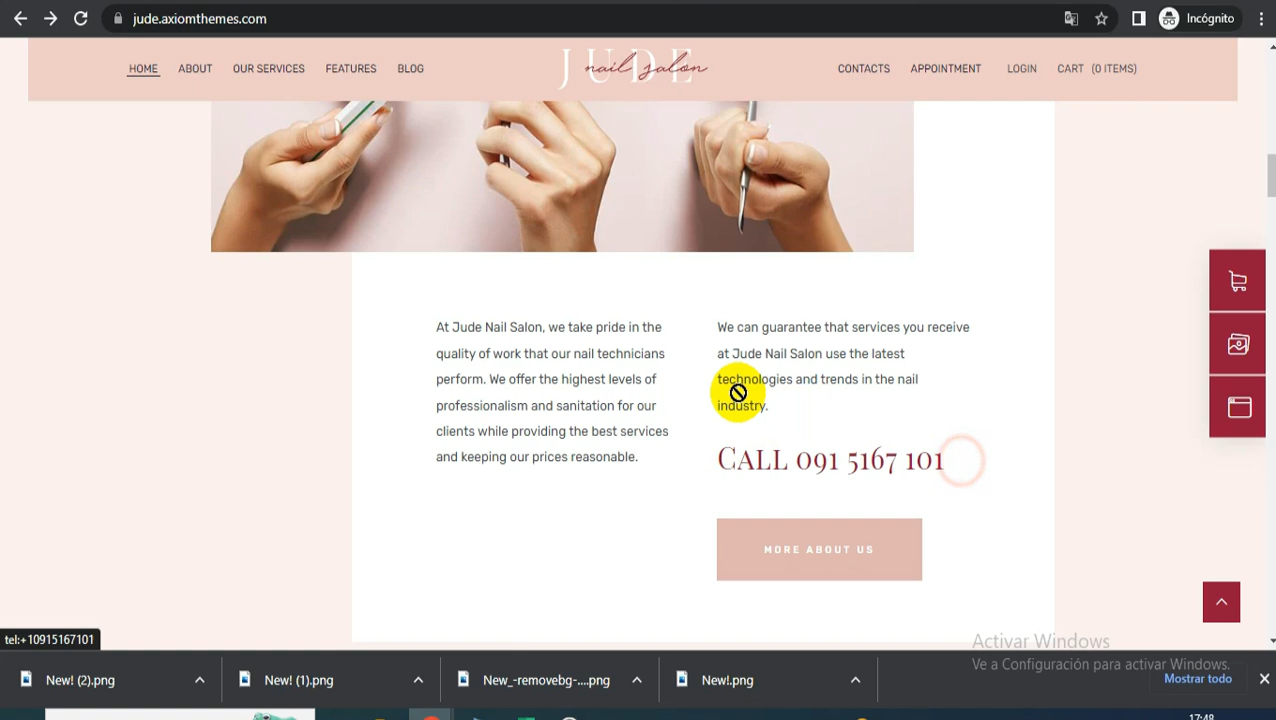 jude.axiomthemes.com
Incógnito
HOME ABOUT OUR SERVICES FEATURES BLOG
JUDE
nail salon
CONTACTS APPOINTMENT LOGIN CART (0 ITEMS)
At Jude Nail Salon, we take pride in the
quality of work that our nail technicians
perform. We offer the highest levels of
professionalism and sanitation for our
clients while providing the best services
and keeping our prices reasonable.
We can guarantee that services you receive
at Jude Nail Salon use the latest
technologies and trends in the nail
industry.
CALL 091 5167 101
MORE ABOUT US
tel:+10915167101
Activar Windows
Ve a Configuración para activar Windows.
New! (2).png
New! (1).png
New_-removebg-....png
New!.png
Mostrar todo
17:48